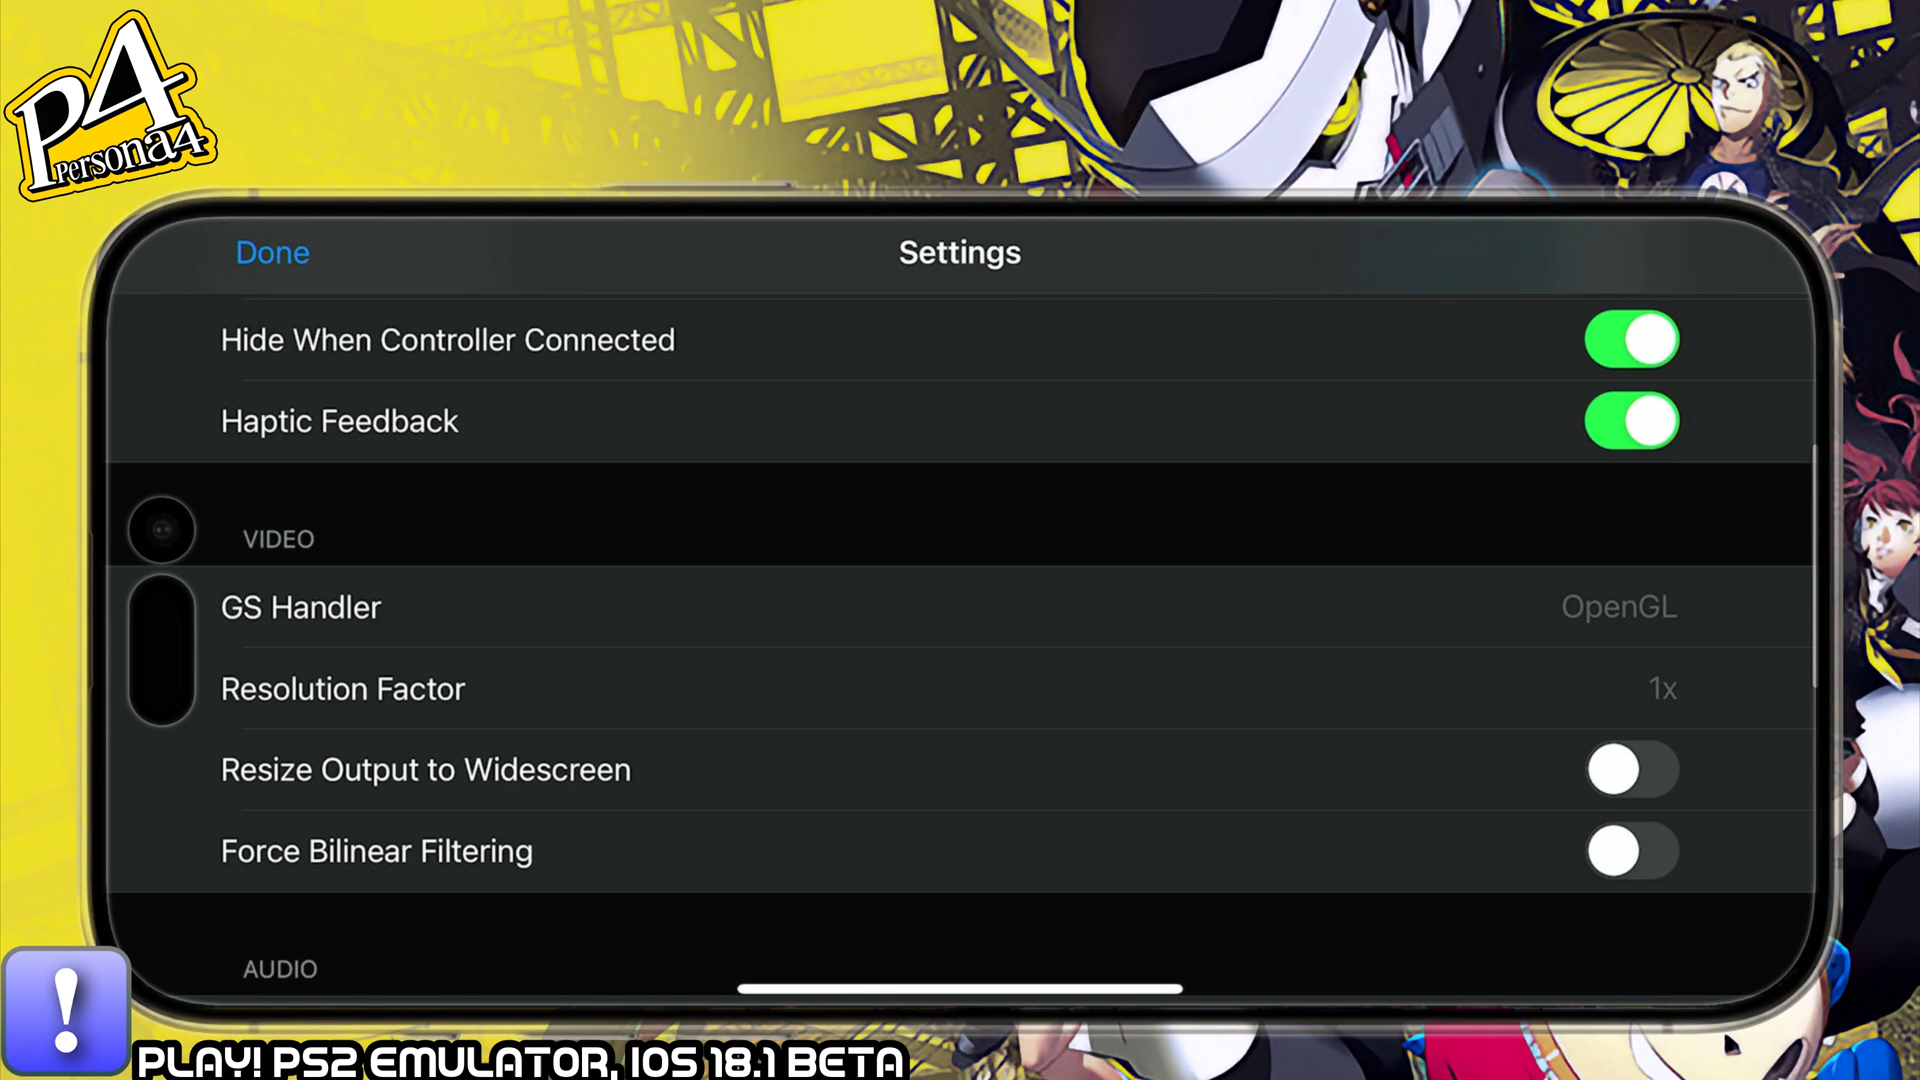 P4
Persona4
Done
Settings
Hide When Controller Connected
Haptic Feedback
VIDEO
GS Handler
OpenGL
Resolution Factor
1x
Resize Output to Widescreen
Force Bilinear Filtering
AUDIO
!
PLAY! PS2 EMULATOR, IOS 18.1 BETA